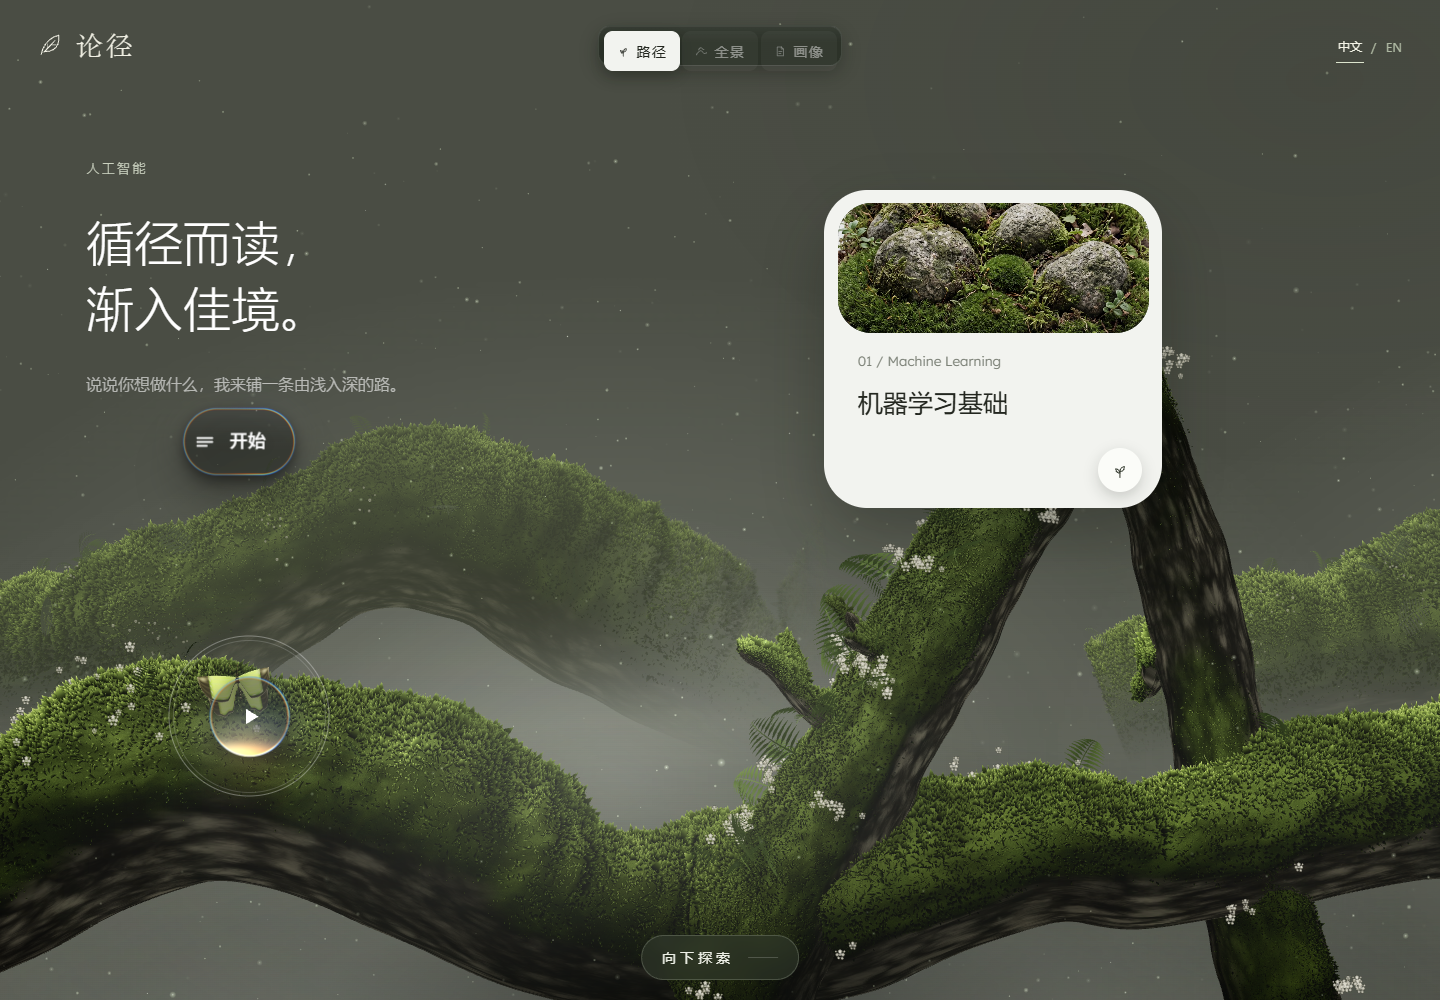 论径
路径
全景
画像
中文 / EN
人工智能
循径而读，
渐入佳境。
说说你想做什么，我来铺一条由浅入深的路。
开始
01 / Machine Learning
机器学习基础
向下探索